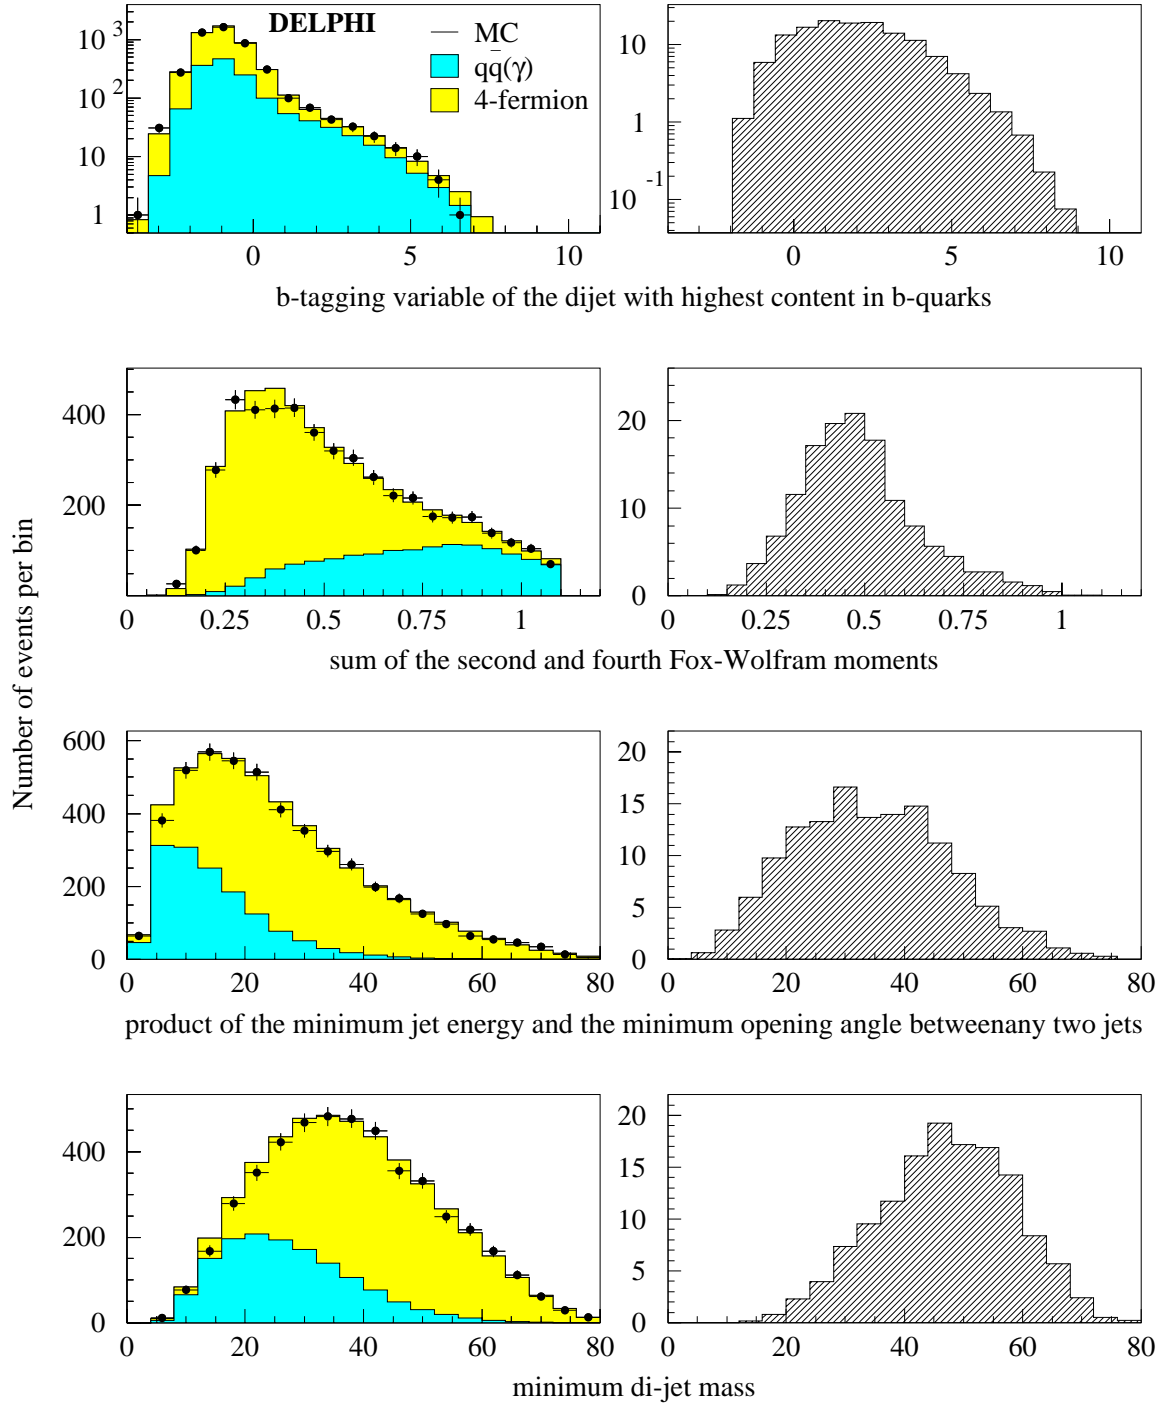 DELPHI
MC
qq̄(γ)
4-fermion
10³
10²
10
1
0 5 10
10
1
10⁻¹
0 5 10
b-tagging variable of the dijet with highest content in b-quarks
400
200
0 0.25 0.5 0.75 1
20
10
0
0 0.25 0.5 0.75 1
sum of the second and fourth Fox-Wolfram moments
Number of events per bin
600
400
200
0
0 20 40 60 80
20
15
10
5
0
0 20 40 60 80
product of the minimum jet energy and the minimum opening angle betweenany two jets
400
200
0
0 20 40 60 80
20
15
10
5
0
0 20 40 60 80
minimum di-jet mass